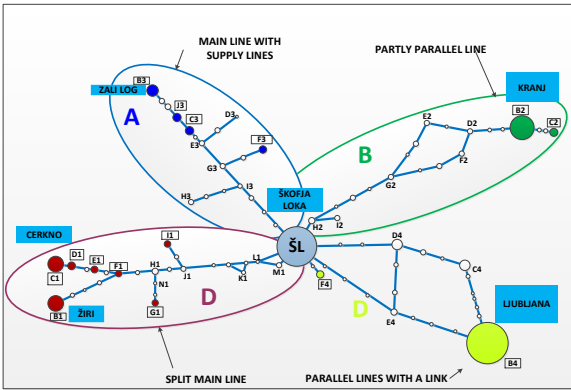 MAIN LINE WITH
SUPPLY LINES
PARTLY PARALLEL LINE
B3
ZALI LOG
KRANJ
J3
A
C3
D3
B2
E2
D2
C2
E3
F3
B
F2
G3
G2
I3
H3
ŠKOFJA
LOKA
I2
H2
CERKNO
I1
ŠL
D4
D1
E1
F1
L1
C4
C1
H1
J1
K1
M1
F4
N1
D
D
LJUBLJANA
B1
ŽIRI
G1
E4
B4
SPLIT MAIN LINE
PARALLEL LINES WITH A LINK